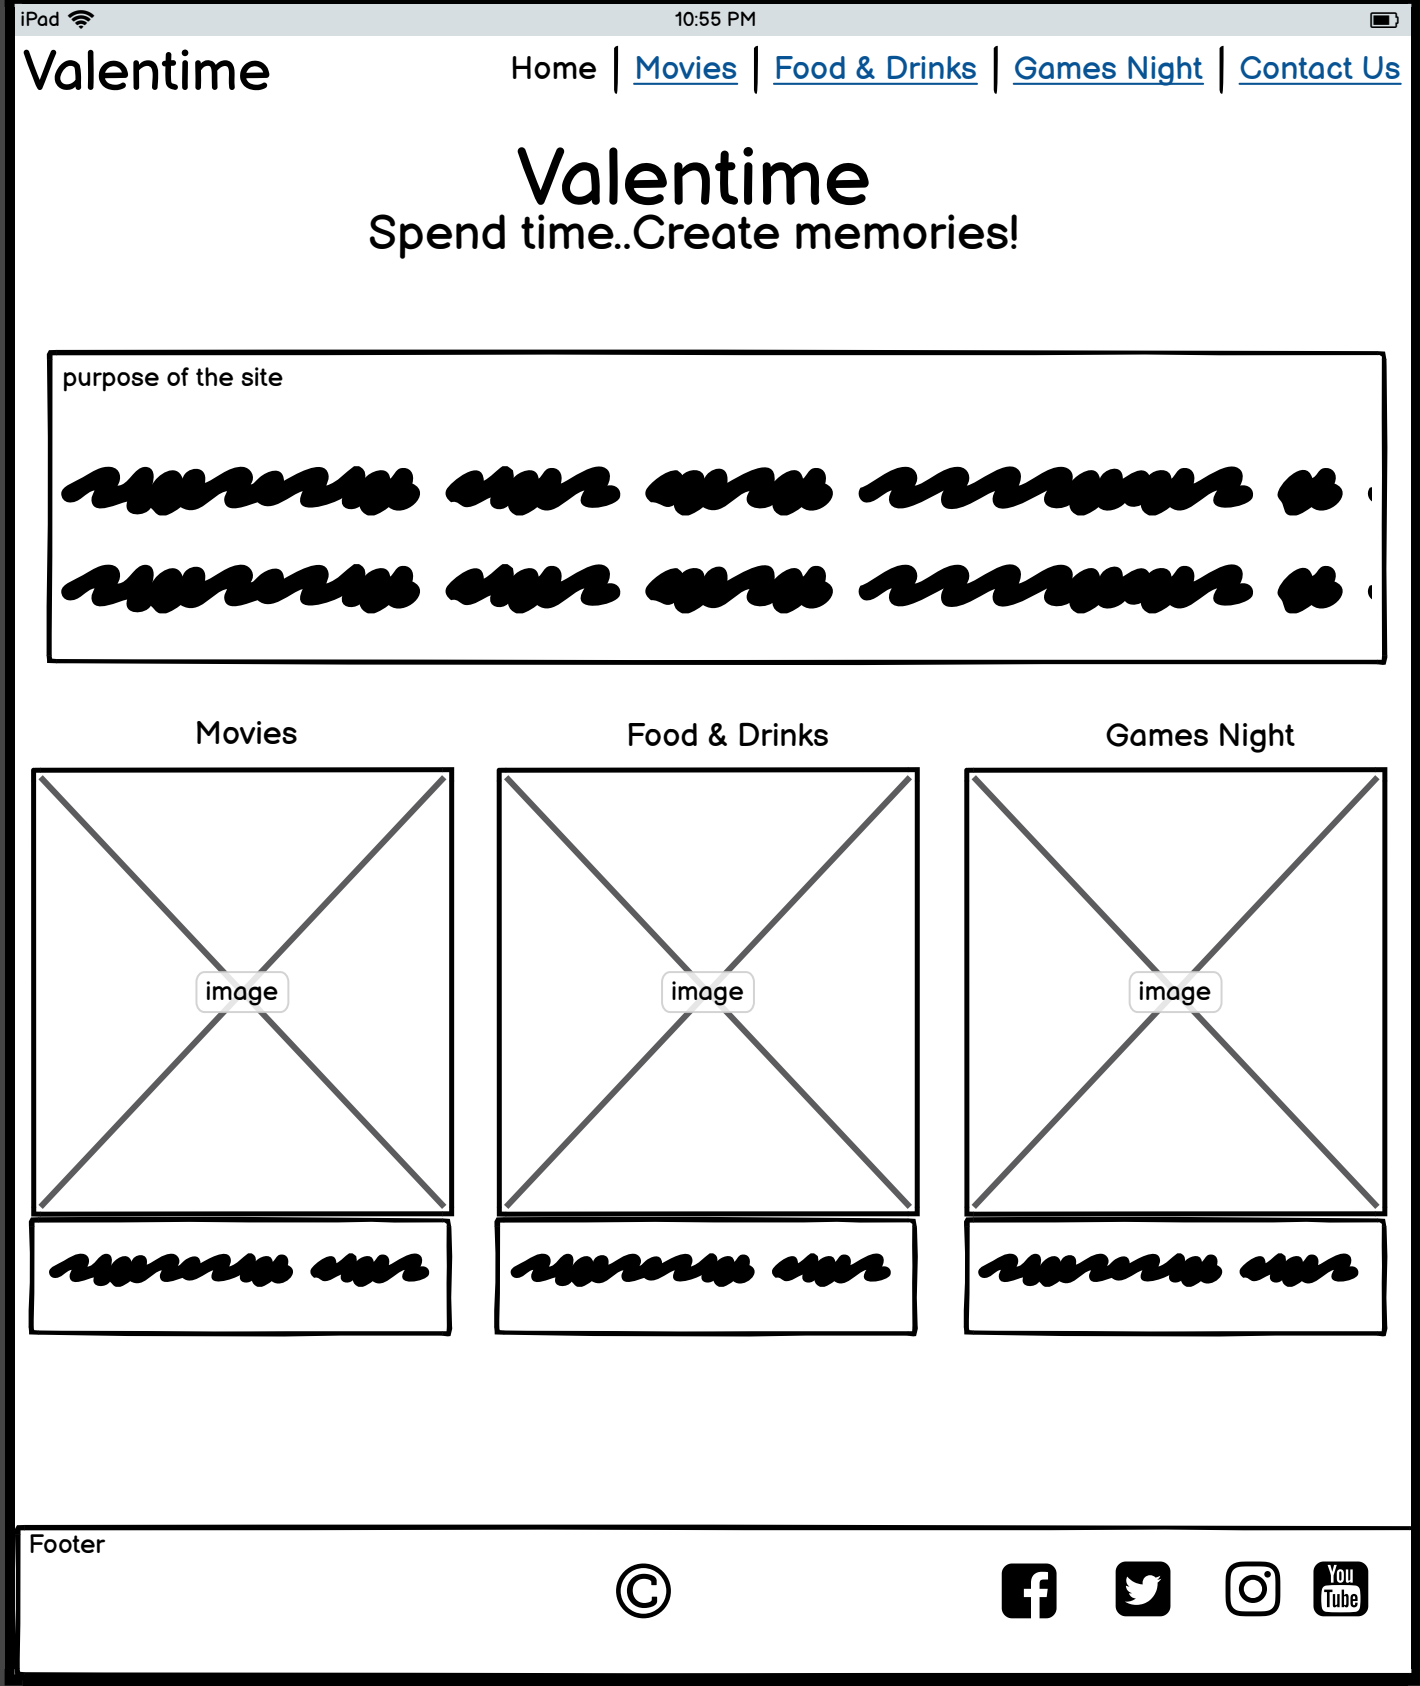 iPad 10:55 PM
Valentime Home Movies Food & Drinks Games Night Contact Us
Valentime
Spend time..Create memories!
purpose of the site
Movies Food & Drinks Games Night
image image image
Footer
©
You
Tube